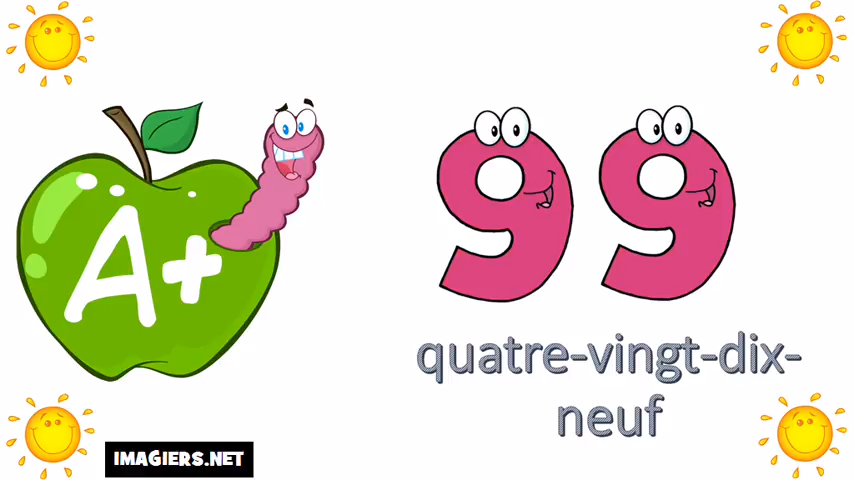 A+
99
quatre-vingt-dix-
neuf
IMAGIERS.NET